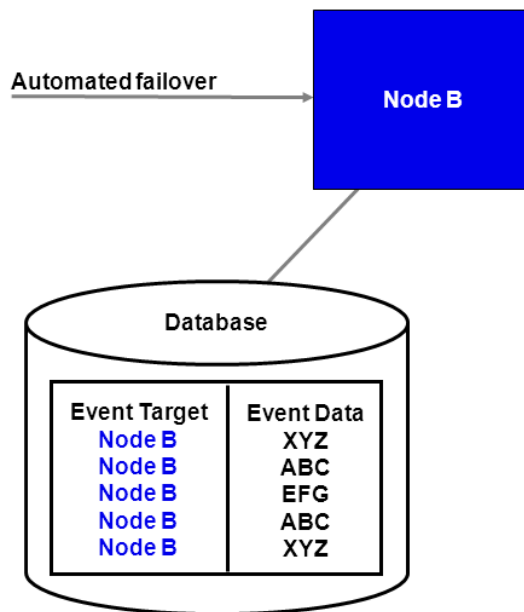 Automated failover
Node B
Database
Event Target Event Data
Node B XYZ
Node B ABC
Node B EFG
Node B ABC
Node B XYZ